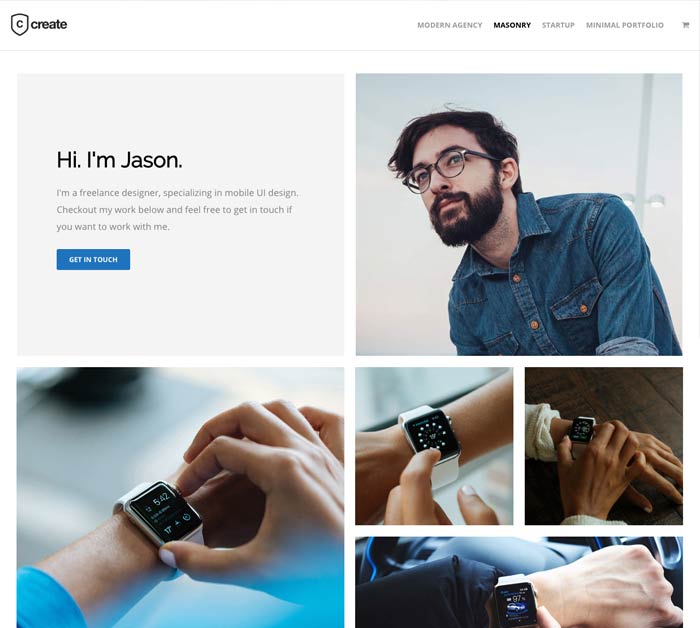 C create
MODERN AGENCY MASONRY STARTUP MINIMAL PORTFOLIO
Hi. I'm Jason.
I'm a freelance designer, specializing in mobile UI design.
Checkout my work below and feel free to get in touch if
you want to work with me.
GET IN TOUCH
5:42
97%